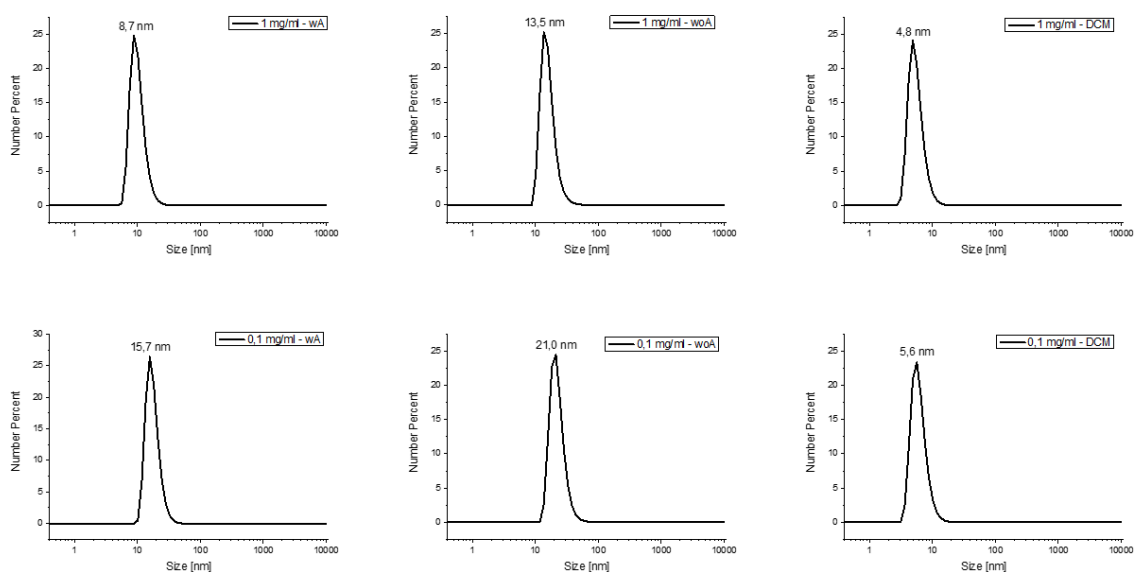 1 mg/ml - wA
8,7 nm
25
20
15
10
5
0
Number Percent
1
10
100
1000
10000
Size [nm]
1 mg/ml - woA
13,5 nm
25
20
15
10
5
0
Number Percent
1
10
100
1000
10000
Size [nm]
1 mg/ml - DCM
4,8 nm
25
20
15
10
5
0
Number Percent
1
10
100
1000
10000
Size [nm]
0,1 mg/ml - wA
15,7 nm
30
25
20
15
10
5
0
Number Percent
1
10
100
1000
10000
Size [nm]
0,1 mg/ml - woA
21,0 nm
25
20
15
10
5
0
Number Percent
1
10
100
1000
10000
Size [nm]
0,1 mg/ml - DCM
5,6 nm
25
20
15
10
5
0
Number Percent
1
10
100
1000
10000
Size [nm]